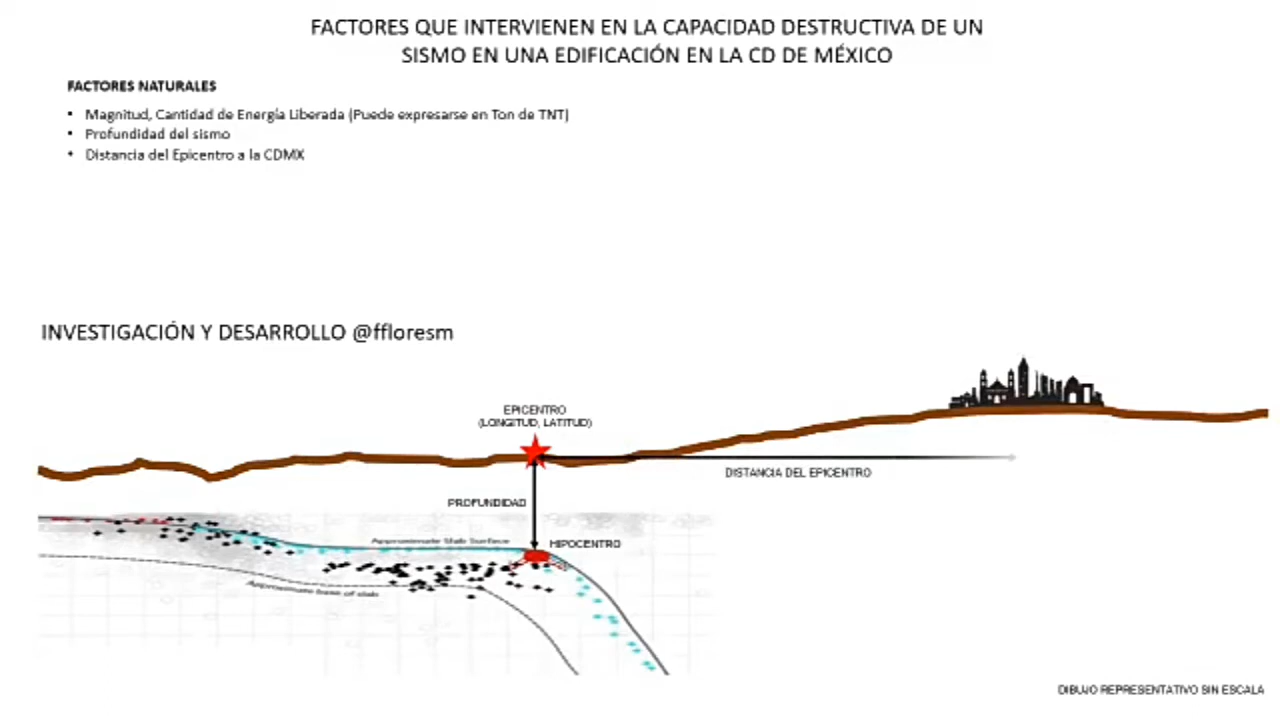 FACTORES QUE INTERVIENEN EN LA CAPACIDAD DESTRUCTIVA DE UN
SISMO EN UNA EDIFICACIÓN EN LA CD DE MÉXICO
FACTORES NATURALES
• Magnitud, Cantidad de Energía Liberada (Puede expresarse en Ton de TNT)
• Profundidad del sismo
• Distancia del Epicentro a la CDMX
INVESTIGACIÓN Y DESARROLLO @ffloresm
EPICENTRO
(LONGITUD, LATITUD)
DISTANCIA DEL EPICENTRO
PROFUNDIDAD
Approximate Slab Surface
HIPOCENTRO
Approximate base of slab
DIBUJO REPRESENTATIVO SIN ESCALA